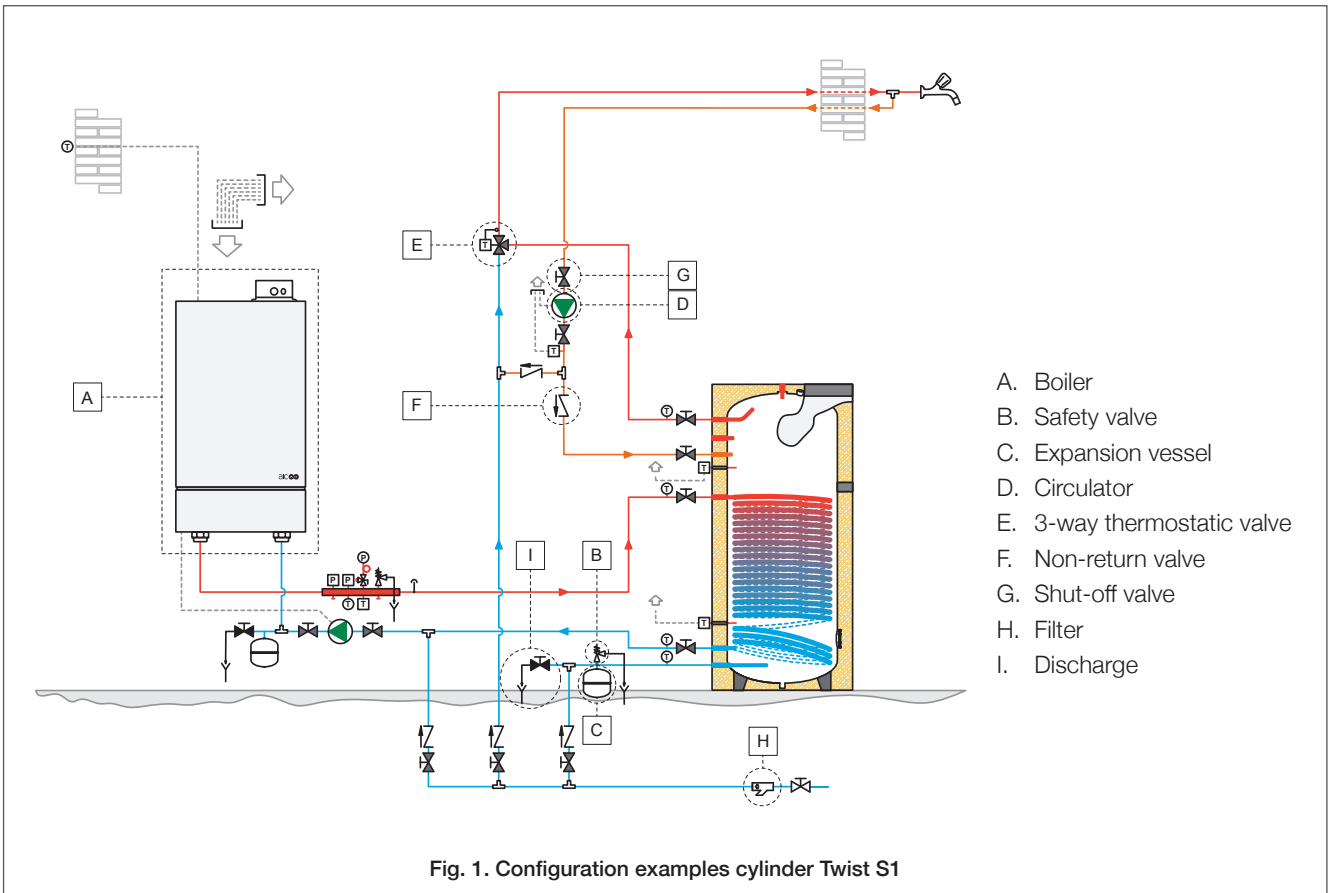 T
E
G
D
T
T
A
F
T
T
T
aic
I
B
P
P
P
T
T
T
T
T
C
H
A. Boiler
B. Safety valve
C. Expansion vessel
D. Circulator
E. 3-way thermostatic valve
F. Non-return valve
G. Shut-off valve
H. Filter
I. Discharge
Fig. 1. Configuration examples cylinder Twist S1